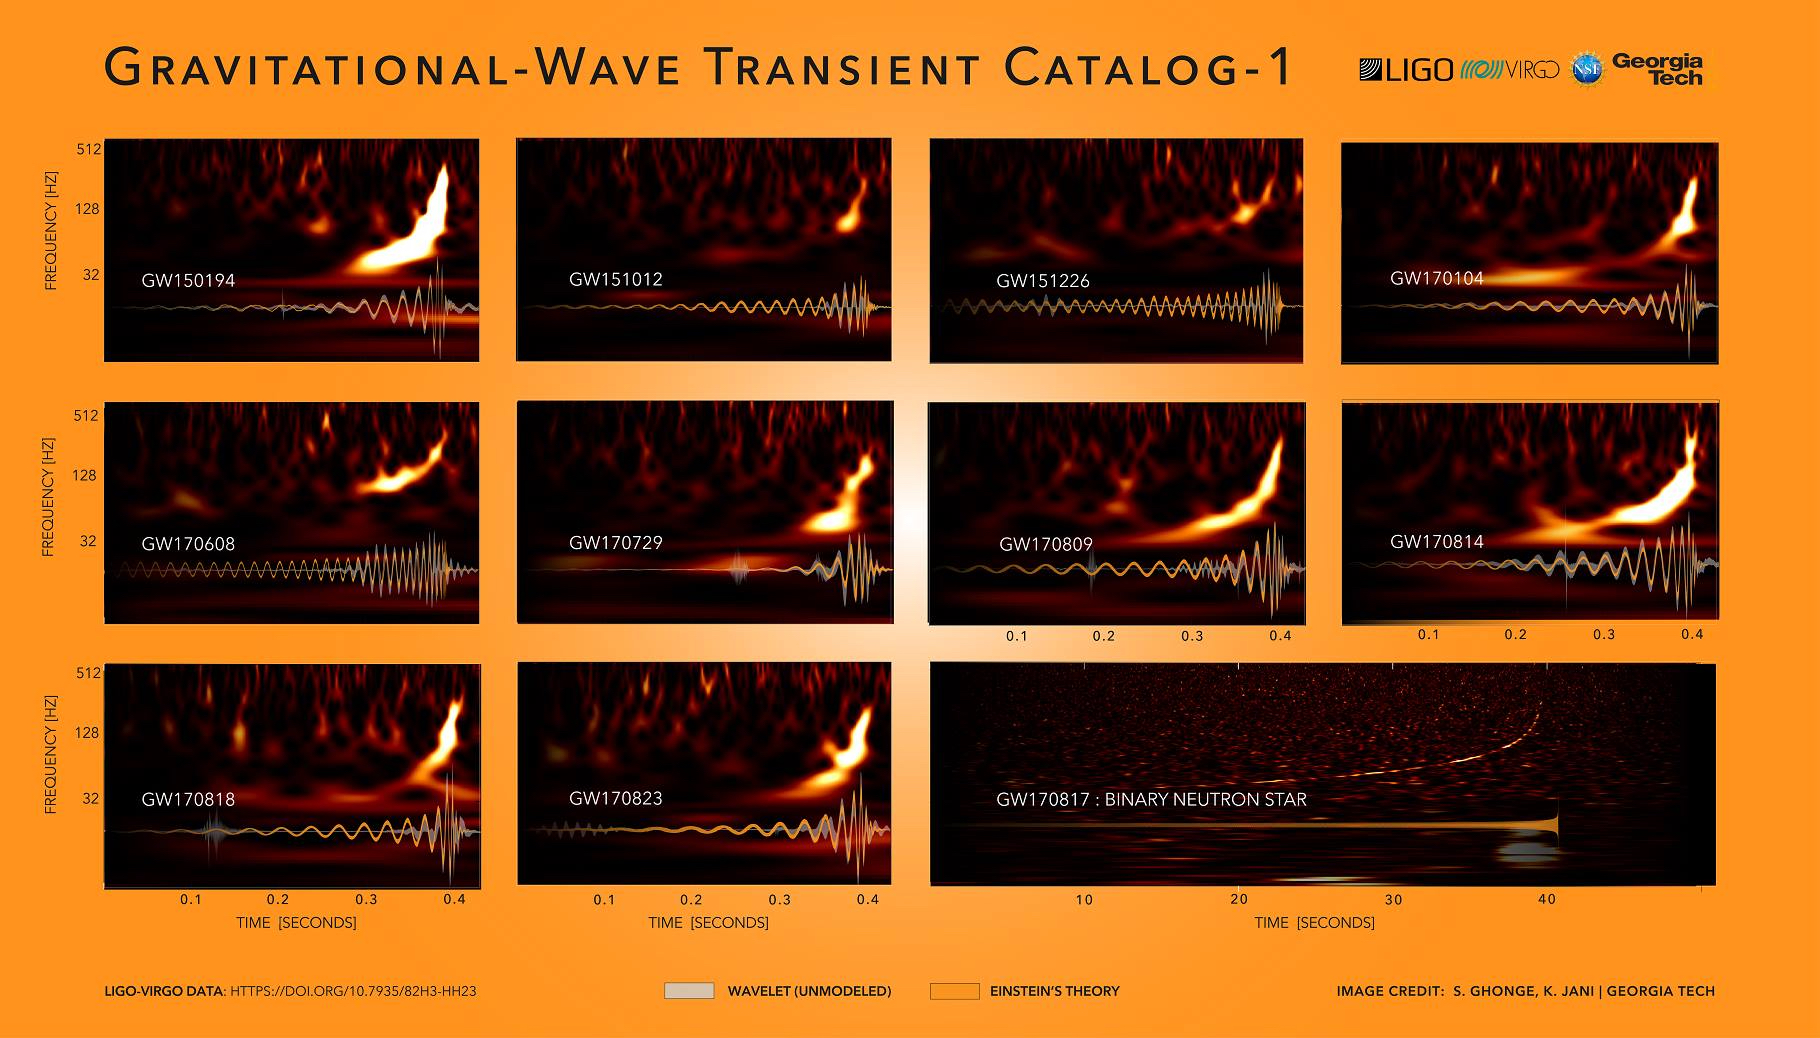 GRAVITATIONAL-WAVE TRANSIENT CATALOG-1
LIGO VIRGO NSF Georgia Tech
512
128
32
FREQUENCY [HZ]
GW150194
GW151012
GW151226
GW170104
512
128
32
FREQUENCY [HZ]
GW170608
GW170729
GW170809
GW170814
0.1 0.2 0.3 0.4
0.1 0.2 0.3 0.4
512
128
32
FREQUENCY [HZ]
GW170818
GW170823
GW170817 : BINARY NEUTRON STAR
0.1 0.2 0.3 0.4
0.1 0.2 0.3 0.4
10 20 30 40
TIME [SECONDS]
TIME [SECONDS]
TIME [SECONDS]
LIGO-VIRGO DATA: HTTPS://DOI.ORG/10.7935/82H3-HH23
WAVELET (UNMODELED)
EINSTEIN'S THEORY
IMAGE CREDIT: S. GHONGE, K. JANI | GEORGIA TECH